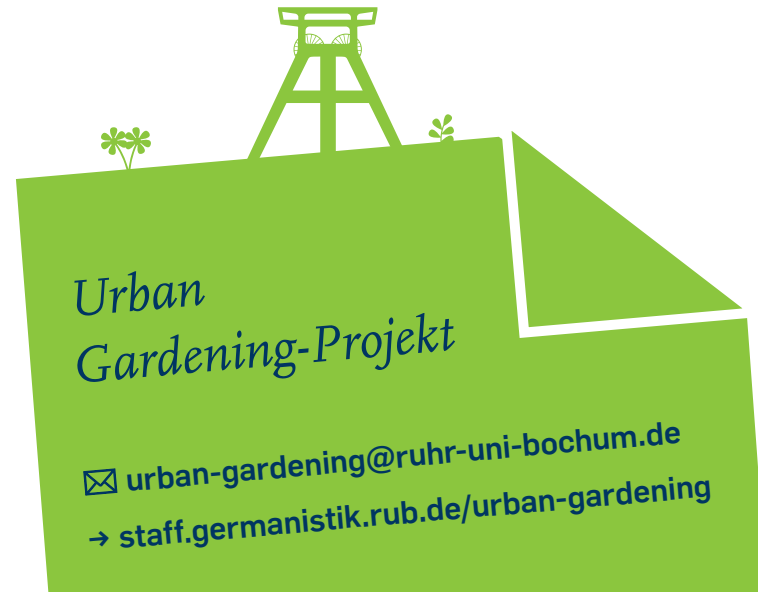 Urban
Gardening-Projekt
urban-gardening@ruhr-uni-bochum.de
→ staff.germanistik.rub.de/urban-gardening